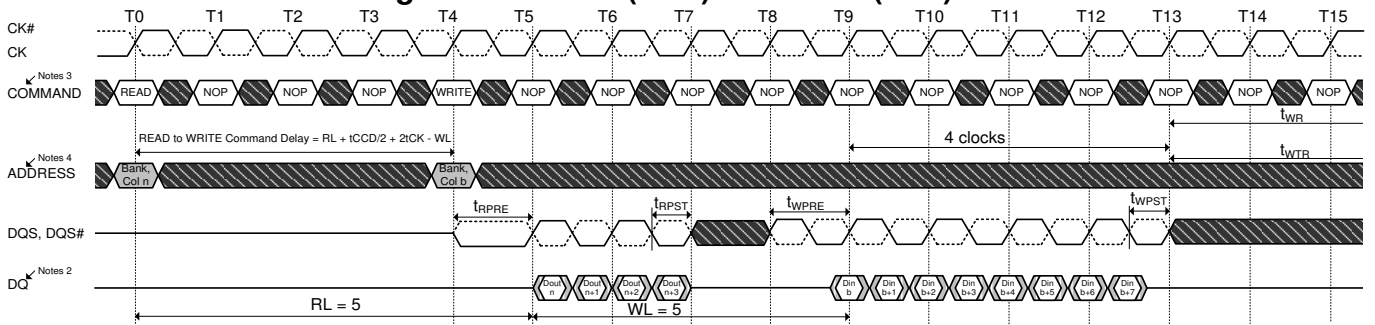 T0 T1 T2 T3 T4 T5 T6 T7 T8 T9 T10 T11 T12 T13 T14 T15
CK#
CK
Notes 3
COMMAND
READ NOP NOP NOP WRITE NOP NOP NOP NOP NOP NOP NOP NOP NOP NOP NOP
READ to WRITE Command Delay = RL + tCCD/2 + 2tCK - WL
4 clocks
tWR
tWTR
Notes 4
ADDRESS
Bank, Col n
Bank, Col b
tRPRE
tRPST
tWPRE
tWPST
DQS, DQS#
Notes 2
DQ
Dout n
Dout n+1
Dout n+2
Dout n+3
Din b
Din b+1
Din b+2
Din b+3
Din b+4
Din b+5
Din b+6
Din b+7
RL = 5
WL = 5